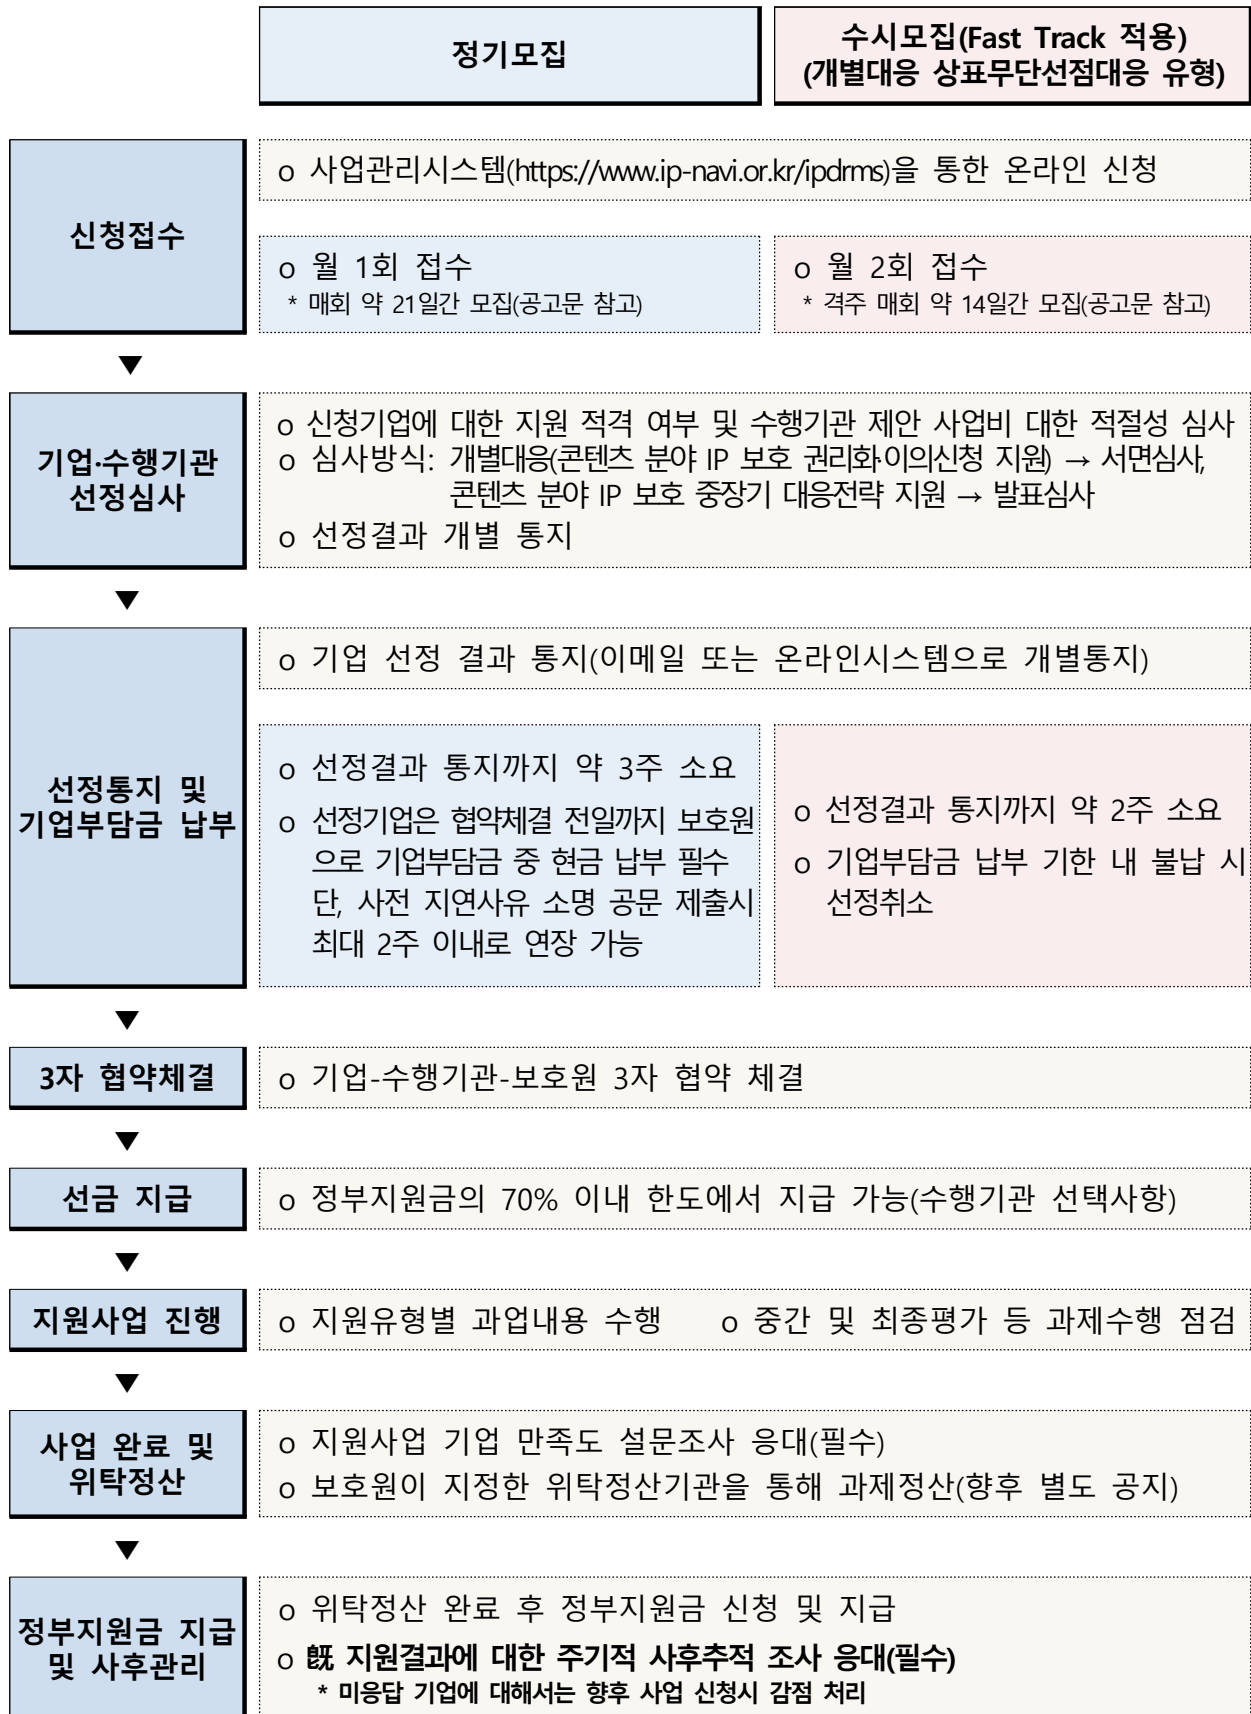 정기모집
수시모집(Fast Track 적용)
(개별대응 상표무단선점대응 유형)
신청접수
o 사업관리시스템(https://www.ip-navi.or.kr/ipdrms)을 통한 온라인 신청
o 월 1회 접수
* 매회 약 21일간 모집(공고문 참고)
o 월 2회 접수
* 격주 매회 약 14일간 모집(공고문 참고)
▼
기업·수행기관
선정심사
o 신청기업에 대한 지원 적격 여부 및 수행기관 제안 사업비 대한 적절성 심사
o 심사방식: 개별대응(콘텐츠 분야 IP 보호 권리화·이의신청 지원) → 서면심사,
콘텐츠 분야 IP 보호 중장기 대응전략 지원 → 발표심사
o 선정결과 개별 통지
▼
선정통지 및
기업부담금 납부
o 기업 선정 결과 통지(이메일 또는 온라인시스템으로 개별통지)
o 선정결과 통지까지 약 3주 소요
o 선정기업은 협약체결 전일까지 보호원
으로 기업부담금 중 현금 납부 필수
단, 사전 지연사유 소명 공문 제출시
최대 2주 이내로 연장 가능
o 선정결과 통지까지 약 2주 소요
o 기업부담금 납부 기한 내 불납 시
선정취소
▼
3자 협약체결
o 기업-수행기관-보호원 3자 협약 체결
▼
선금 지급
o 정부지원금의 70% 이내 한도에서 지급 가능(수행기관 선택사항)
▼
지원사업 진행
o 지원유형별 과업내용 수행 o 중간 및 최종평가 등 과제수행 점검
▼
사업 완료 및
위탁정산
o 지원사업 기업 만족도 설문조사 응대(필수)
o 보호원이 지정한 위탁정산기관을 통해 과제정산(향후 별도 공지)
▼
정부지원금 지급
및 사후관리
o 위탁정산 완료 후 정부지원금 신청 및 지급
o 旣 지원결과에 대한 주기적 사후추적 조사 응대(필수)
* 미응답 기업에 대해서는 향후 사업 신청시 감점 처리